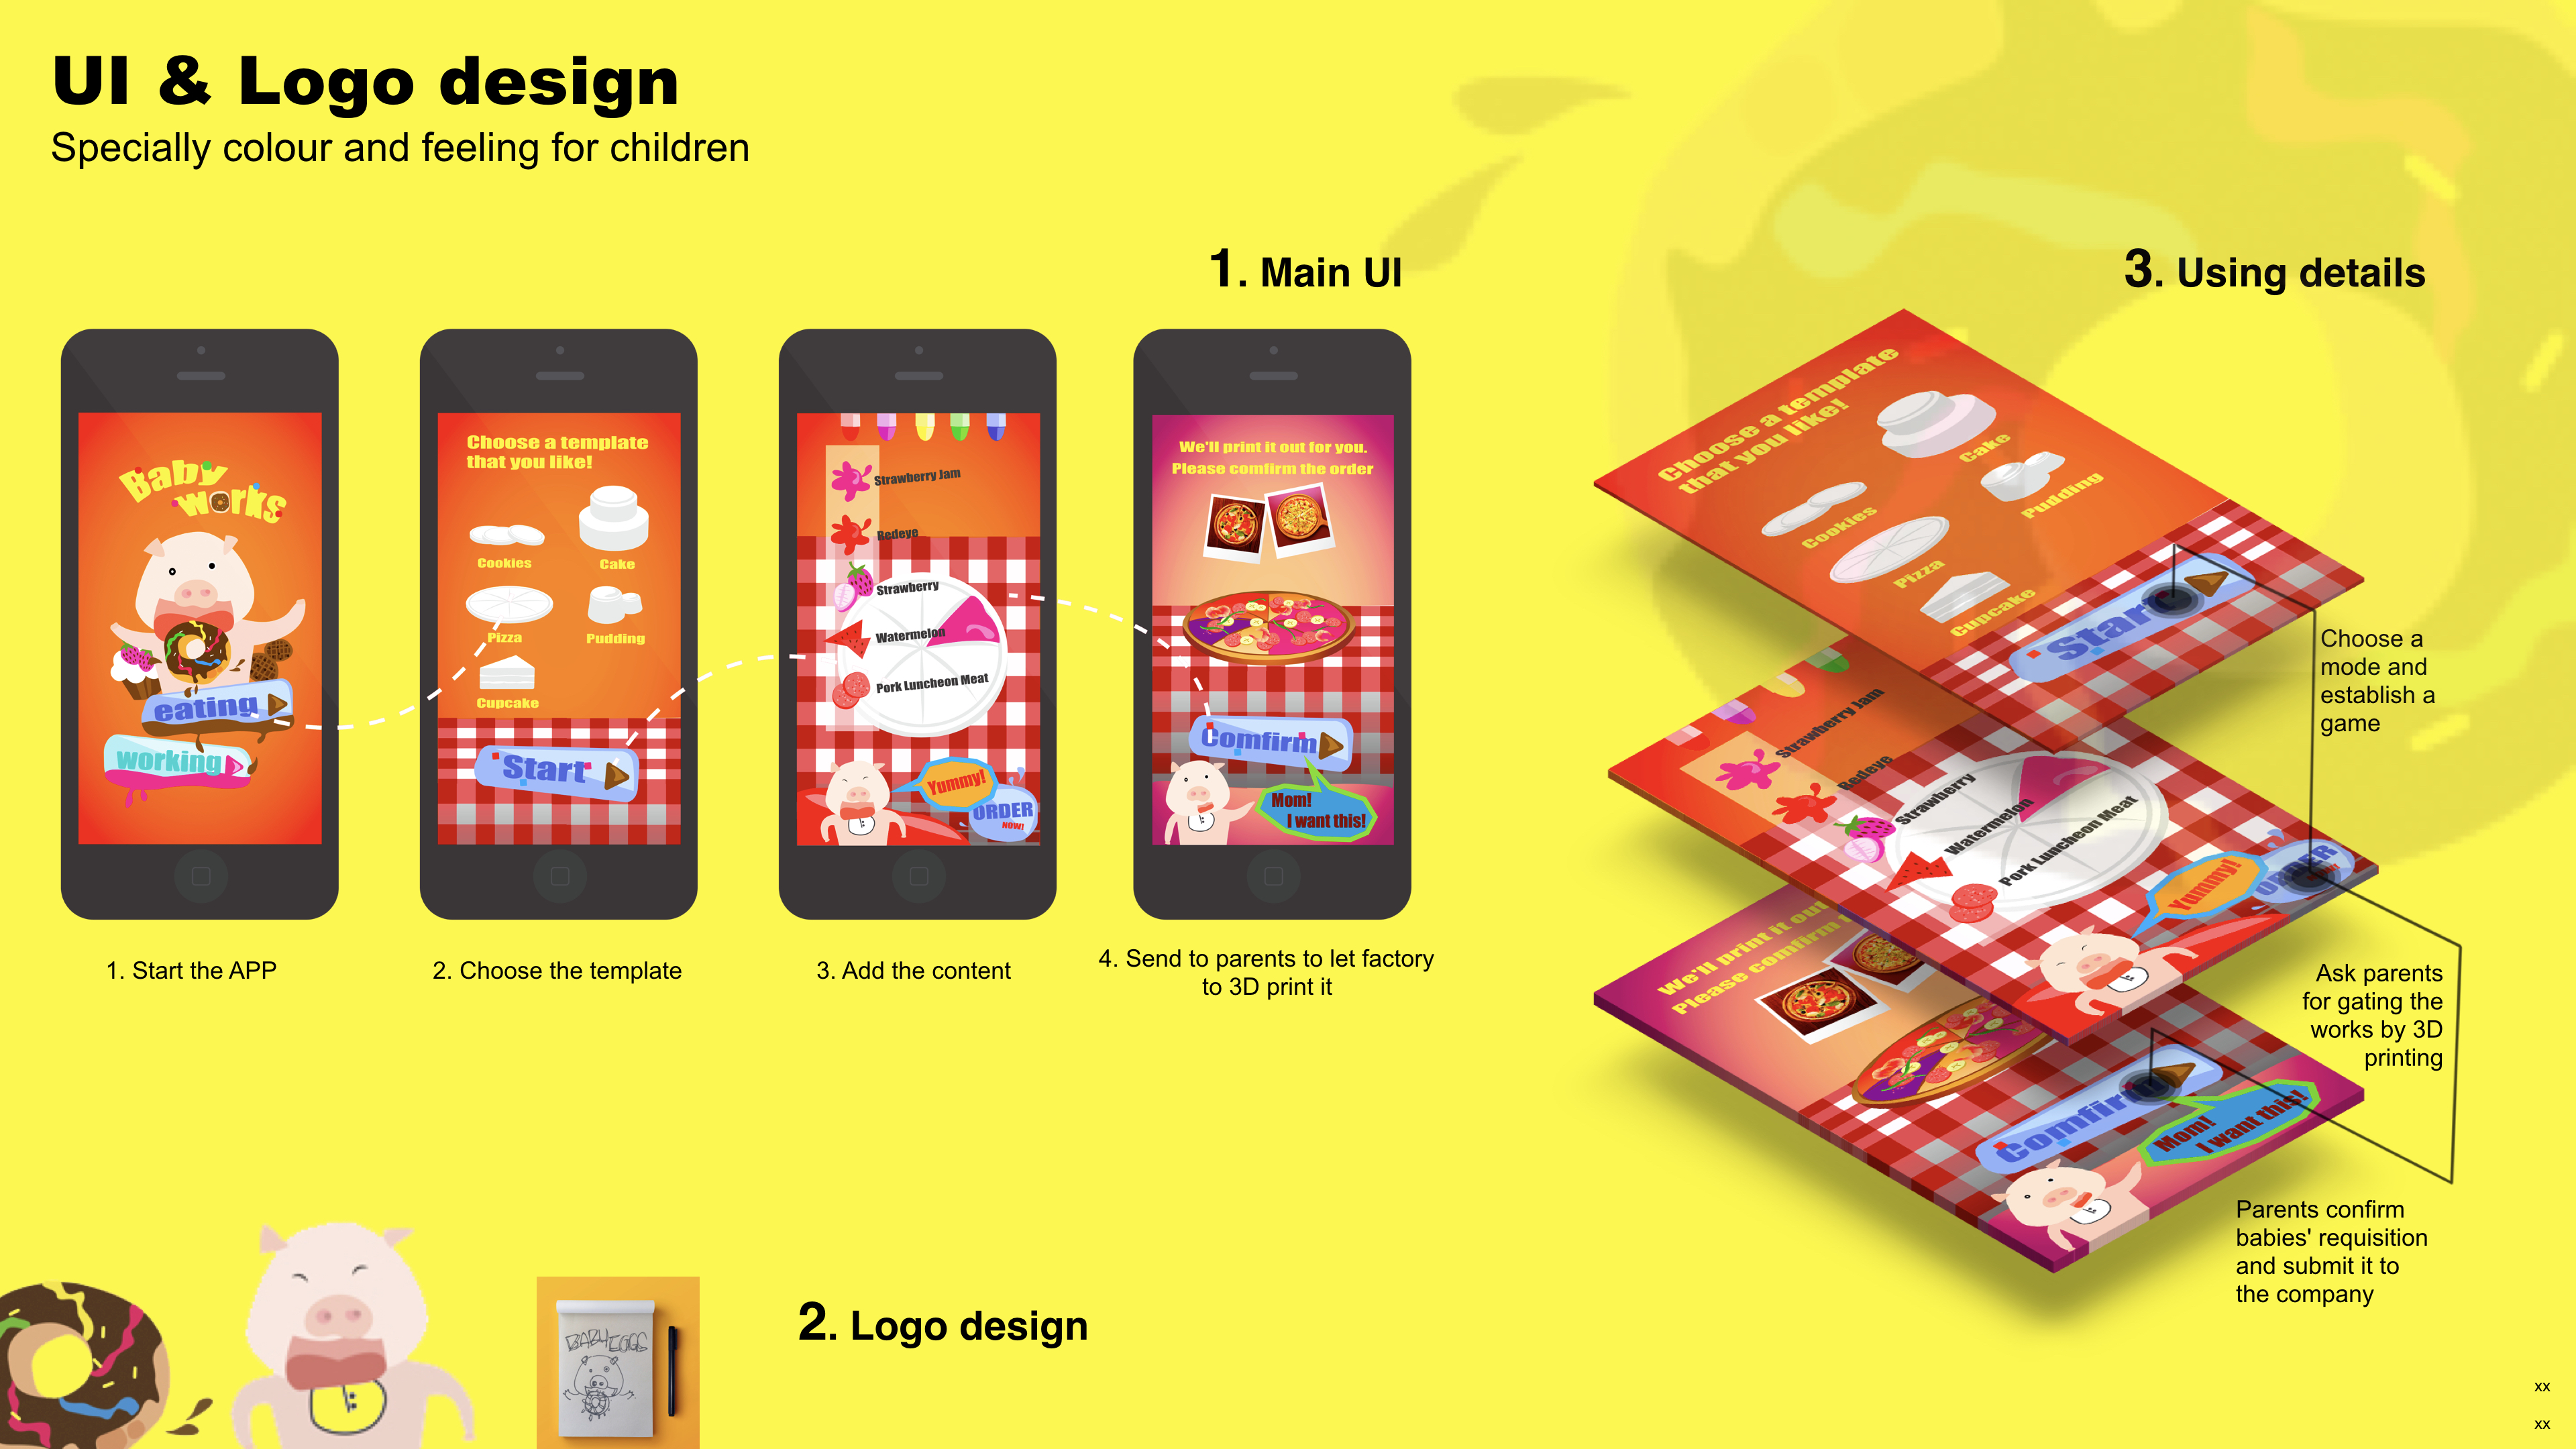 UI & Logo design
Specially colour and feeling for children
1. Main UI
Baby
works
eating
working
1. Start the APP
Choose a template
that you like!
Cookies
Cake
Pizza
Pudding
Cupcake
Start
2. Choose the template
Strawberry Jam
Redeye
Strawberry
Watermelon
Pork Luncheon Meat
Yummy!
ORDER
NOW!
3. Add the content
We'll print it out for you.
Please comfirm the order
Comfirm
Mom!
I want this!
4. Send to parents to let factory
to 3D print it
2. Logo design
3. Using details
Choose a template
that you like!
Cake
Cookies
Pudding
Pizza
Cupcake
Start
Choose a
mode and
establish a
game
Strawberry Jam
Redeye
Strawberry
Watermelon
Pork Luncheon Meat
Yummy!
ORDER
Ask parents
for gating the
works by 3D
printing
We'll print it out
Please comfirm t
Comfirm
Mom!
I want this!
Parents confirm
babies' requisition
and submit it to
the company
xx
xx